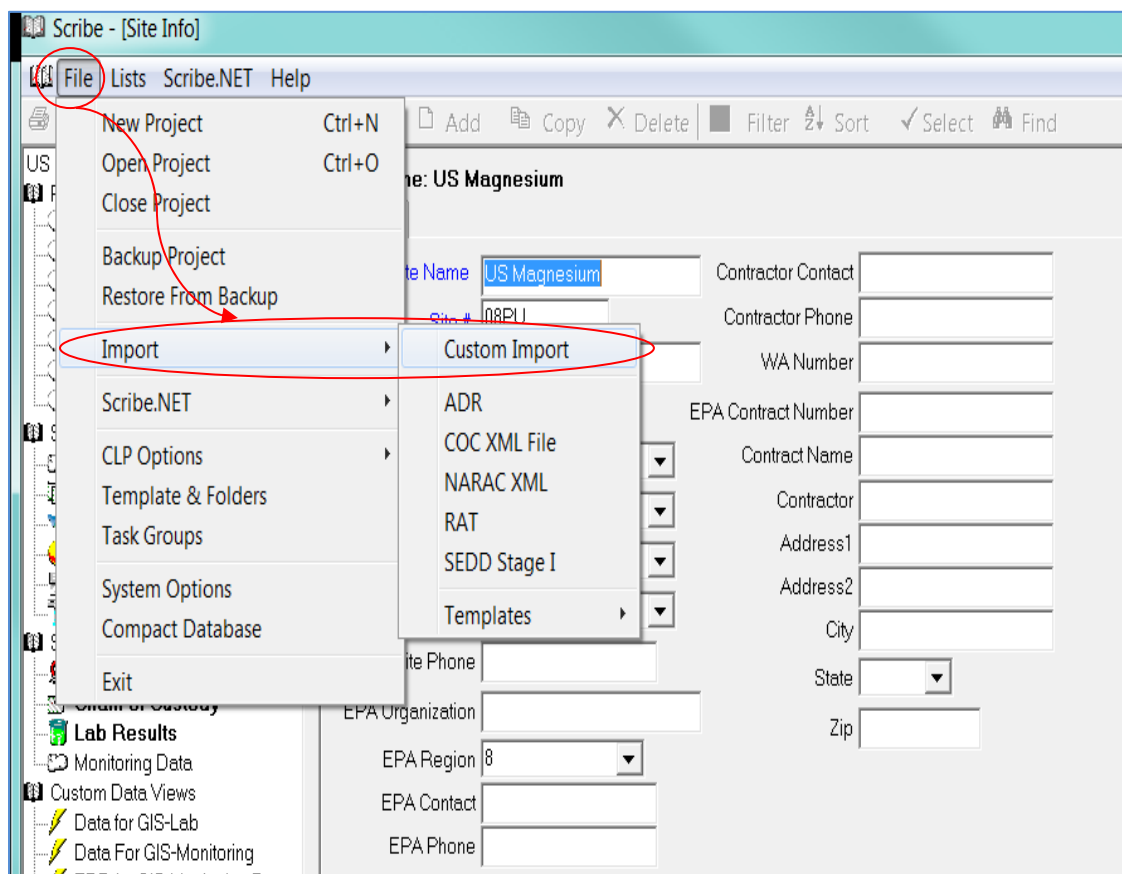 Scribe - [Site Info]
File Lists Scribe.NET Help
Add Copy Delete Filter Sort Select Find
New Project Ctrl+N
Open Project Ctrl+O
Close Project
Backup Project
Restore From Backup
Import
Scribe.NET
CLP Options
Template & Folders
Task Groups
System Options
Compact Database
Exit
Custom Import
ADR
COC XML File
NARAC XML
RAT
SEDD Stage I
Templates
US
US Magnesium
Name US Magnesium
Site # 08PU
Phone
EPA Organization
EPA Region 8
EPA Contact
EPA Phone
Contractor Contact
Contractor Phone
WA Number
EPA Contract Number
Contract Name
Contractor
Address1
Address2
City
State
Zip
Chain of Custody
Lab Results
Monitoring Data
Custom Data Views
Data for GIS-Lab
Data For GIS-Monitoring